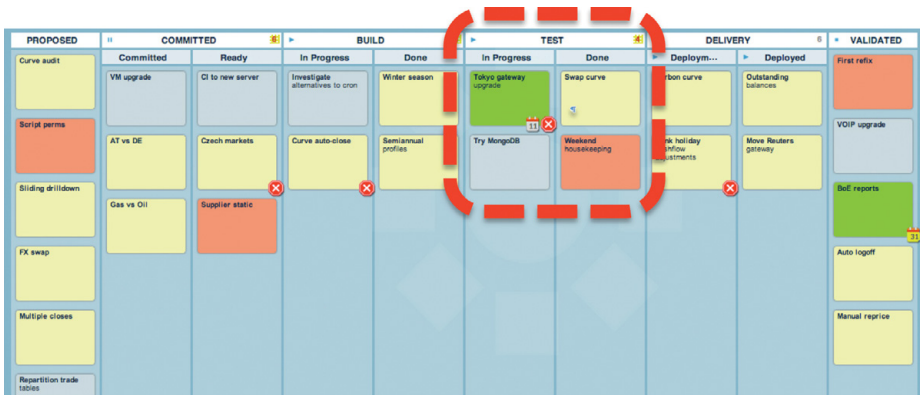 PROPOSED
COMMITTED 6
BUILD
TEST 4
DELIVERY 6
VALIDATED
Committed
Ready
In Progress
Done
In Progress
Done
Deploym...
Deployed
Curve audit
Script perms
Sliding drilldown
FX swap
Multiple closes
Repartition trade
tables
VM upgrade
AT vs DE
Gas vs Oil
CI to new server
Czech markets
Supplier static
Investigate
alternatives to cron
Curve auto-close
Winter season
Semiannual
profiles
Tokyo gateway
upgrade
11
Try MongoDB
Swap curve
Weekend
housekeeping
rbon curve
nk holiday
shflow
ustments
Outstanding
balances
Move Reuters
gateway
First refix
VOIP upgrade
BoE reports
31
Auto logoff
Manual reprice